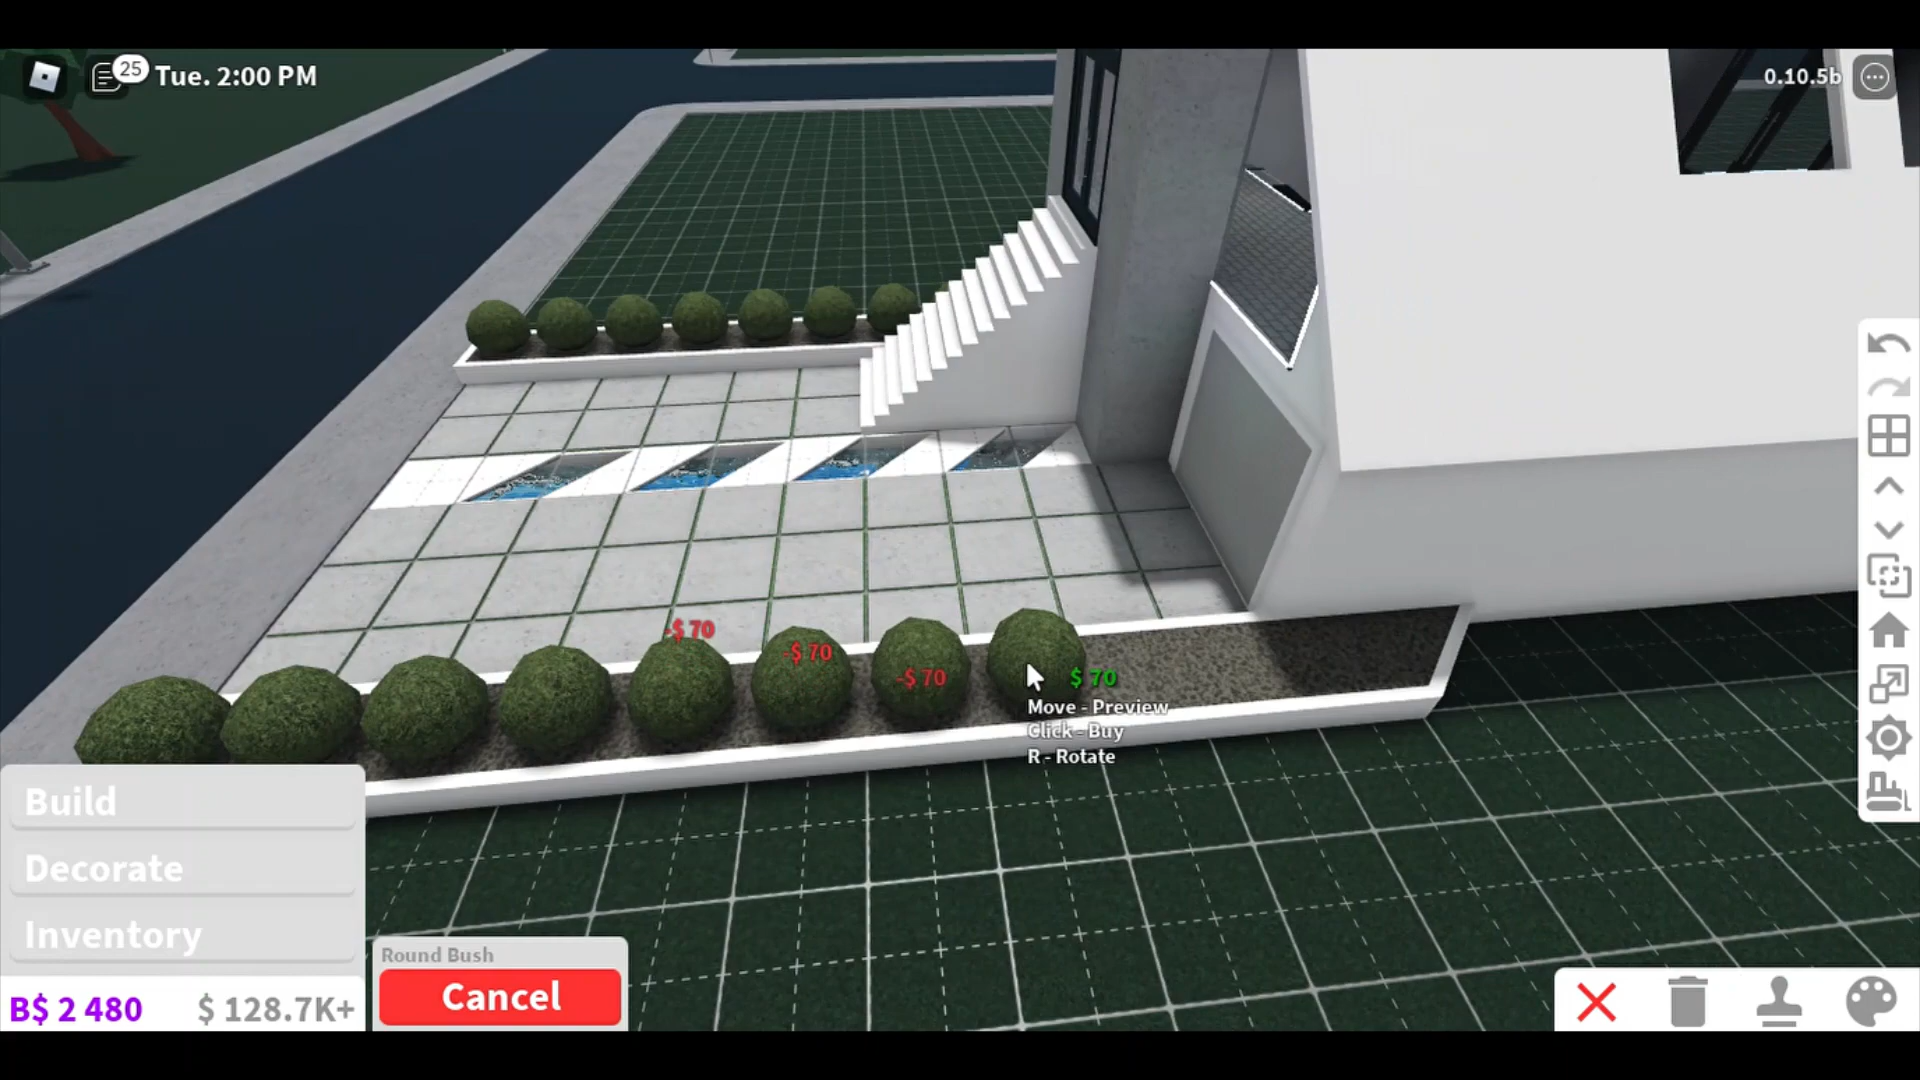 25
Tue. 2:00 PM
0.10.5b
-$ 70
-$ 70
-$ 70
$ 70
Move - Preview
Click - Buy
R - Rotate
Build
Decorate
Inventory
B$ 2 480
$ 128.7K+
Round Bush
Cancel